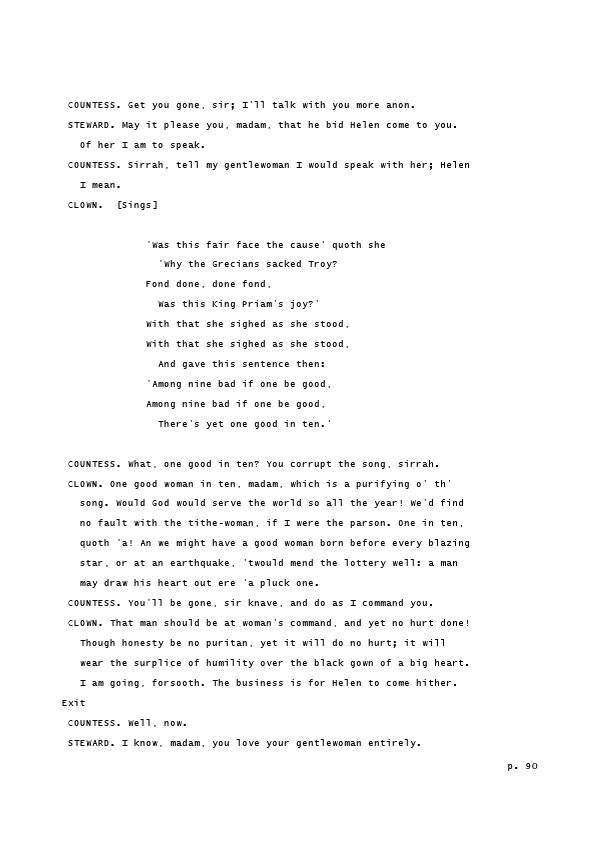 COUNTESS. Get you gone, sir; I'll talk with you more anon.
STEWARD. May it please you, madam, that he bid Helen come to you.
Of her I am to speak.
COUNTESS. Sirrah, tell my gentlewoman I would speak with her; Helen
I mean.
CLOWN. [Sings]
'Was this fair face the cause' quoth she
'Why the Grecians sacked Troy?
Fond done, done fond,
Was this King Priam's joy?'
With that she sighed as she stood,
With that she sighed as she stood,
And gave this sentence then:
'Among nine bad if one be good,
Among nine bad if one be good,
There's yet one good in ten.'
COUNTESS. What, one good in ten? You corrupt the song, sirrah.
CLOWN. One good woman in ten, madam, which is a purifying o' th'
song. Would God would serve the world so all the year! We'd find
no fault with the tithe-woman, if I were the parson. One in ten,
quoth 'a! An we might have a good woman born before every blazing
star, or at an earthquake, 'twould mend the lottery well: a man
may draw his heart out ere 'a pluck one.
COUNTESS. You'll be gone, sir knave, and do as I command you.
CLOWN. That man should be at woman's command, and yet no hurt done!
Though honesty be no puritan, yet it will do no hurt; it will
wear the surplice of humility over the black gown of a big heart.
I am going, forsooth. The business is for Helen to come hither.
Exit
COUNTESS. Well, now.
STEWARD. I know, madam, you love your gentlewoman entirely.
p. 90